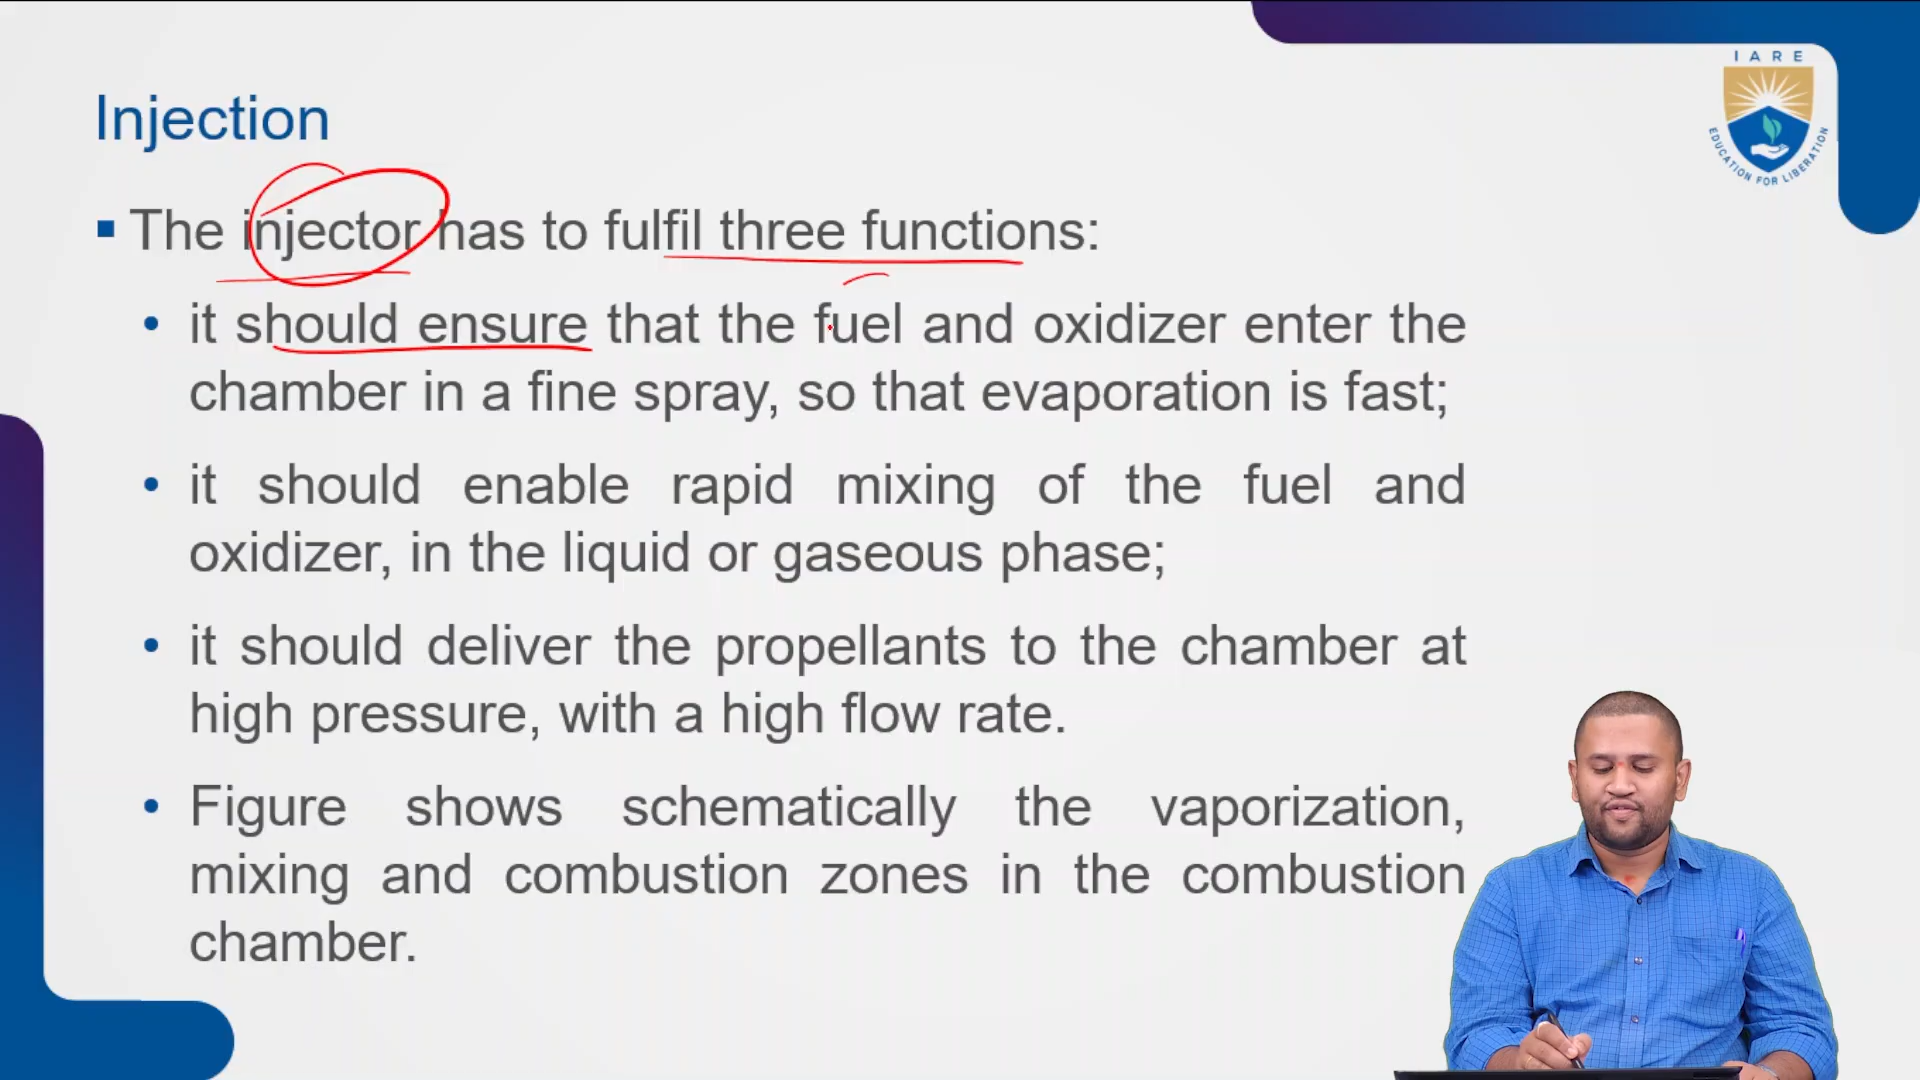 IARE
EDUCATION FOR LIBERATION
Injection
The injector has to fulfil three functions:
it should ensure that the fuel and oxidizer enter the
chamber in a fine spray, so that evaporation is fast;
it should enable rapid mixing of the fuel and
oxidizer, in the liquid or gaseous phase;
it should deliver the propellants to the chamber at
high pressure, with a high flow rate.
Figure shows schematically the vaporization,
mixing and combustion zones in the combustion
chamber.